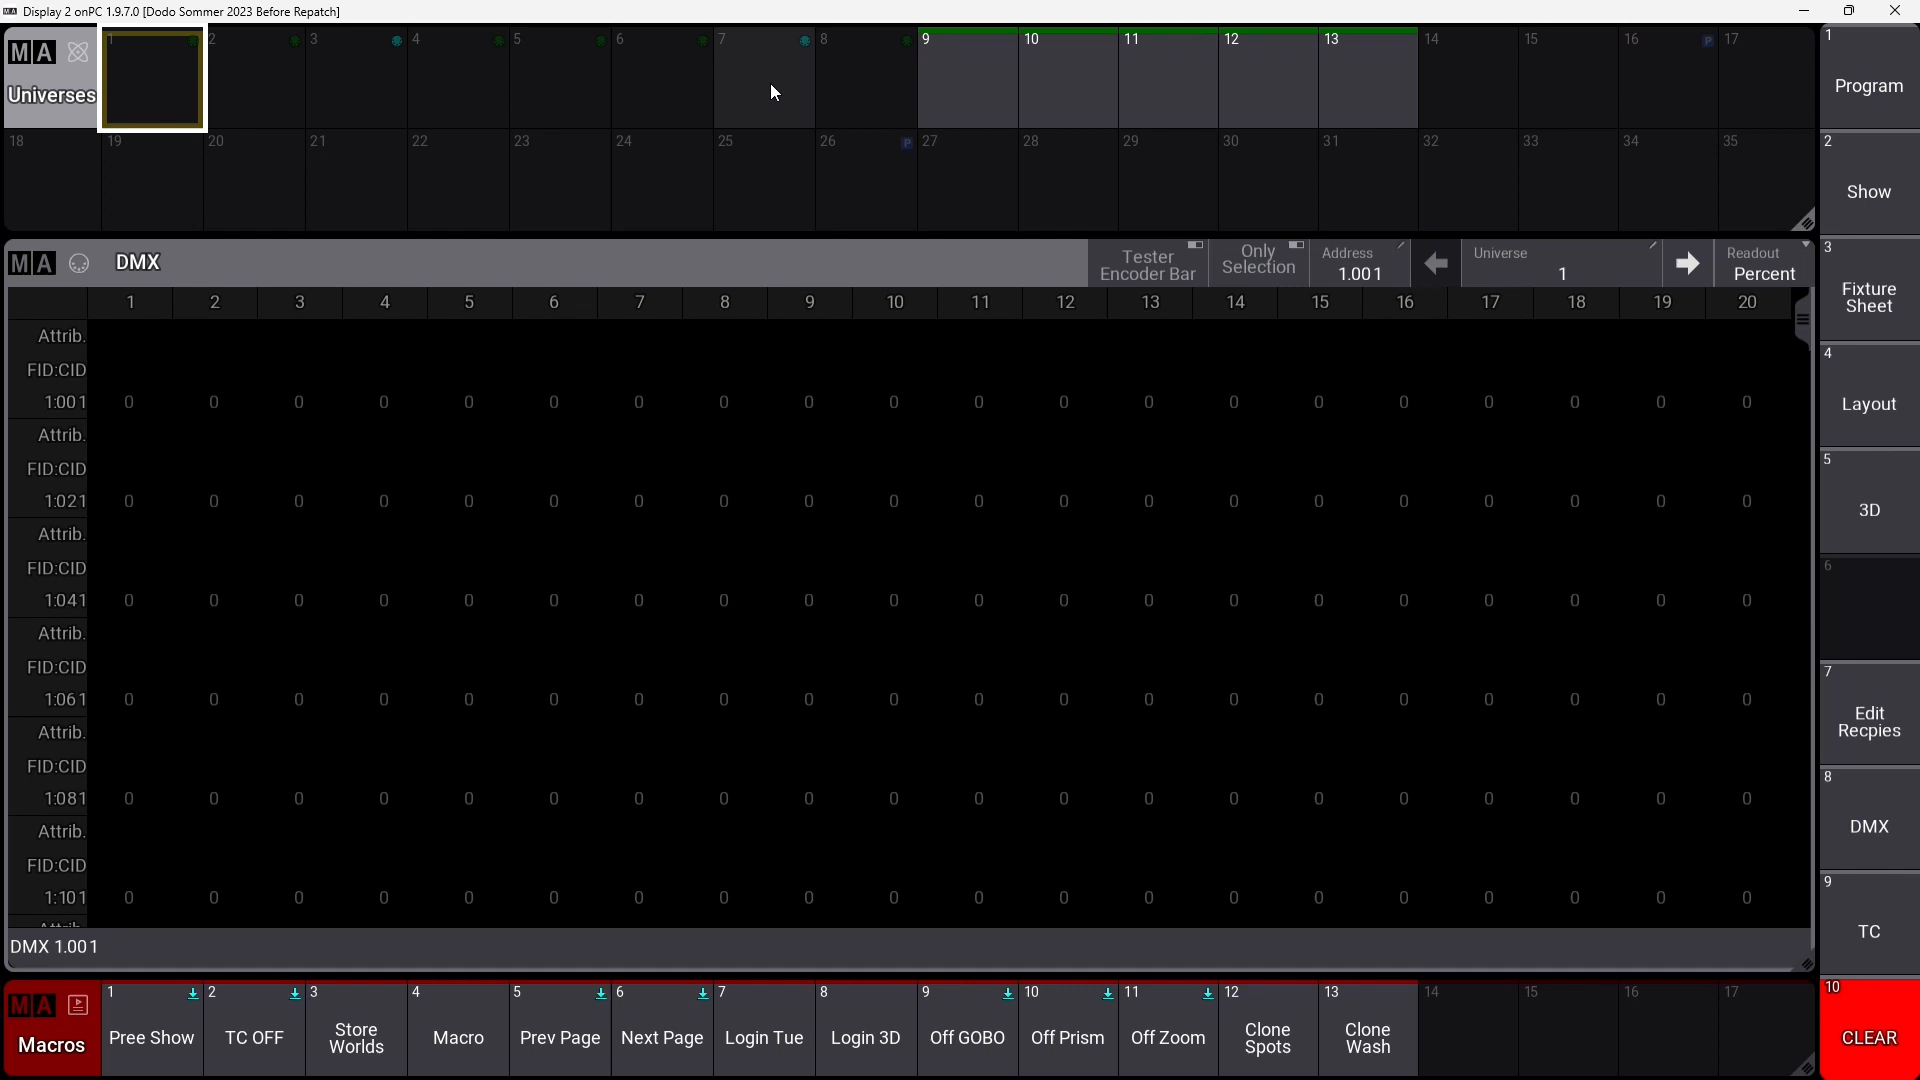 Display 2 onPC 1.9.7.0 [Dodo Sommer 2023 Before Repatch]
MA Universes
1 2 3 4 5 6 7 8 9 10 11 12 13 14 15 16 P 17
18 19 20 21 22 23 24 25 26 P 27 28 29 30 31 32 33 34 35
MA DMX
Tester Encoder Bar
Only Selection
Address 1.001
Universe 1
Readout Percent
1 2 3 4 5 6 7 8 9 10 11 12 13 14 15 16 17 18 19 20
Attrib.
FID:CID
1:001 0 0 0 0 0 0 0 0 0 0 0 0 0 0 0 0 0 0 0 0
Attrib.
FID:CID
1:021 0 0 0 0 0 0 0 0 0 0 0 0 0 0 0 0 0 0 0 0
Attrib.
FID:CID
1:041 0 0 0 0 0 0 0 0 0 0 0 0 0 0 0 0 0 0 0 0
Attrib.
FID:CID
1:061 0 0 0 0 0 0 0 0 0 0 0 0 0 0 0 0 0 0 0 0
Attrib.
FID:CID
1:081 0 0 0 0 0 0 0 0 0 0 0 0 0 0 0 0 0 0 0 0
Attrib.
FID:CID
1:101 0 0 0 0 0 0 0 0 0 0 0 0 0 0 0 0 0 0 0 0
Attrib.
DMX 1.001
MA Macros
1 Pree Show
2 TC OFF
3 Store Worlds
4 Macro
5 Prev Page
6 Next Page
7 Login Tue
8 Login 3D
9 Off GOBO
10 Off Prism
11 Off Zoom
12 Clone Spots
13 Clone Wash
14 15 16 17
1 Program
2 Show
3 Fixture Sheet
4 Layout
5 3D
6
7 Edit Recpies
8 DMX
9 TC
10 CLEAR